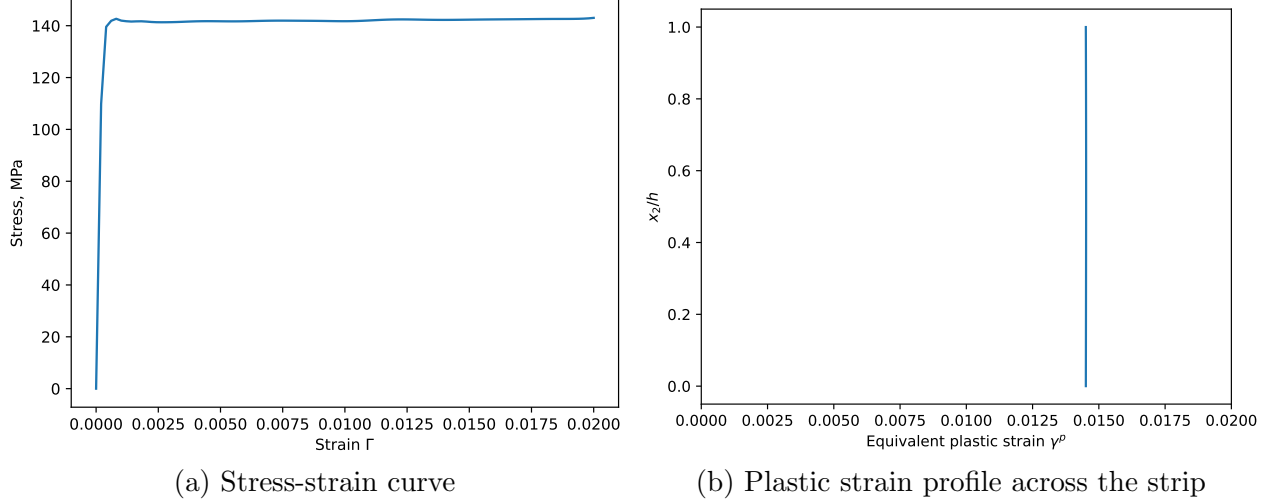 140
120
100
80
60
40
20
0
Stress, MPa
0.0000 0.0025 0.0050 0.0075 0.0100 0.0125 0.0150 0.0175 0.0200
Strain Γ
(a) Stress-strain curve
1.0
0.8
0.6
0.4
0.2
0.0
x₂/h
0.0000 0.0025 0.0050 0.0075 0.0100 0.0125 0.0150 0.0175 0.0200
Equivalent plastic strain γᵖ
(b) Plastic strain profile across the strip